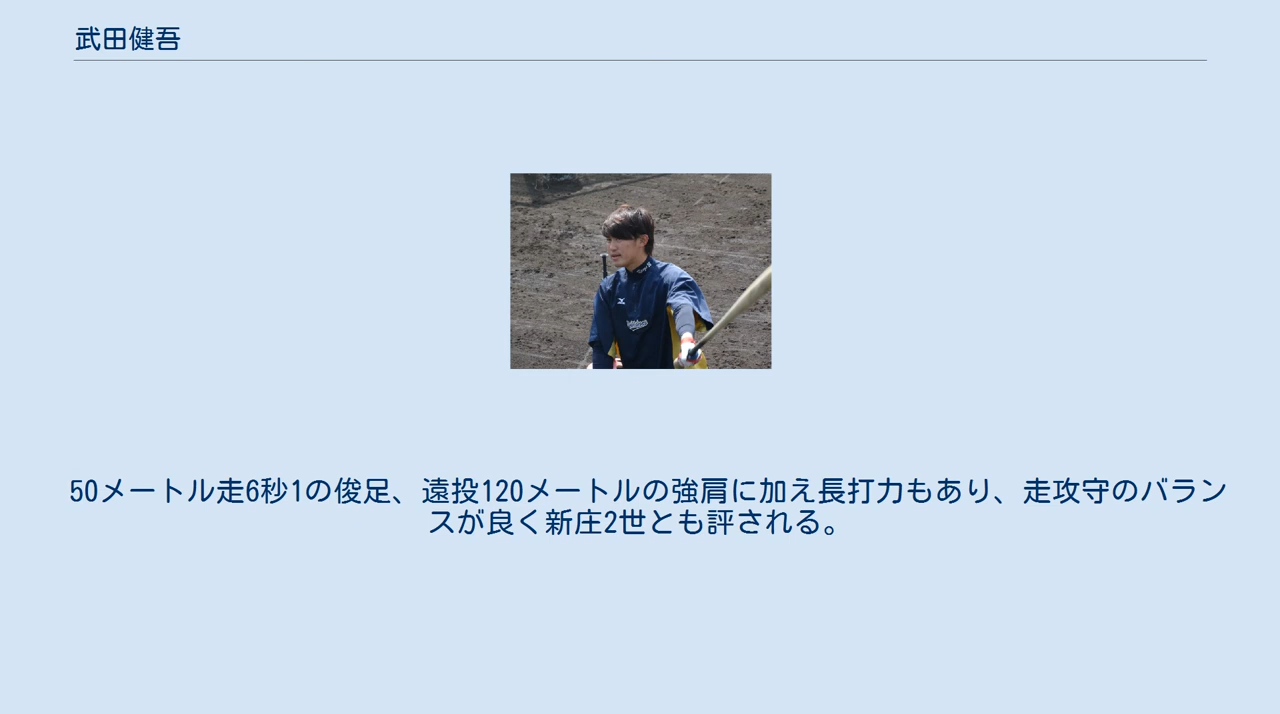 武田健吾
50メートル走6秒1の俊足、遠投120メートルの強肩に加え長打力もあり、走攻守のバラン
スが良く新庄2世とも評される。